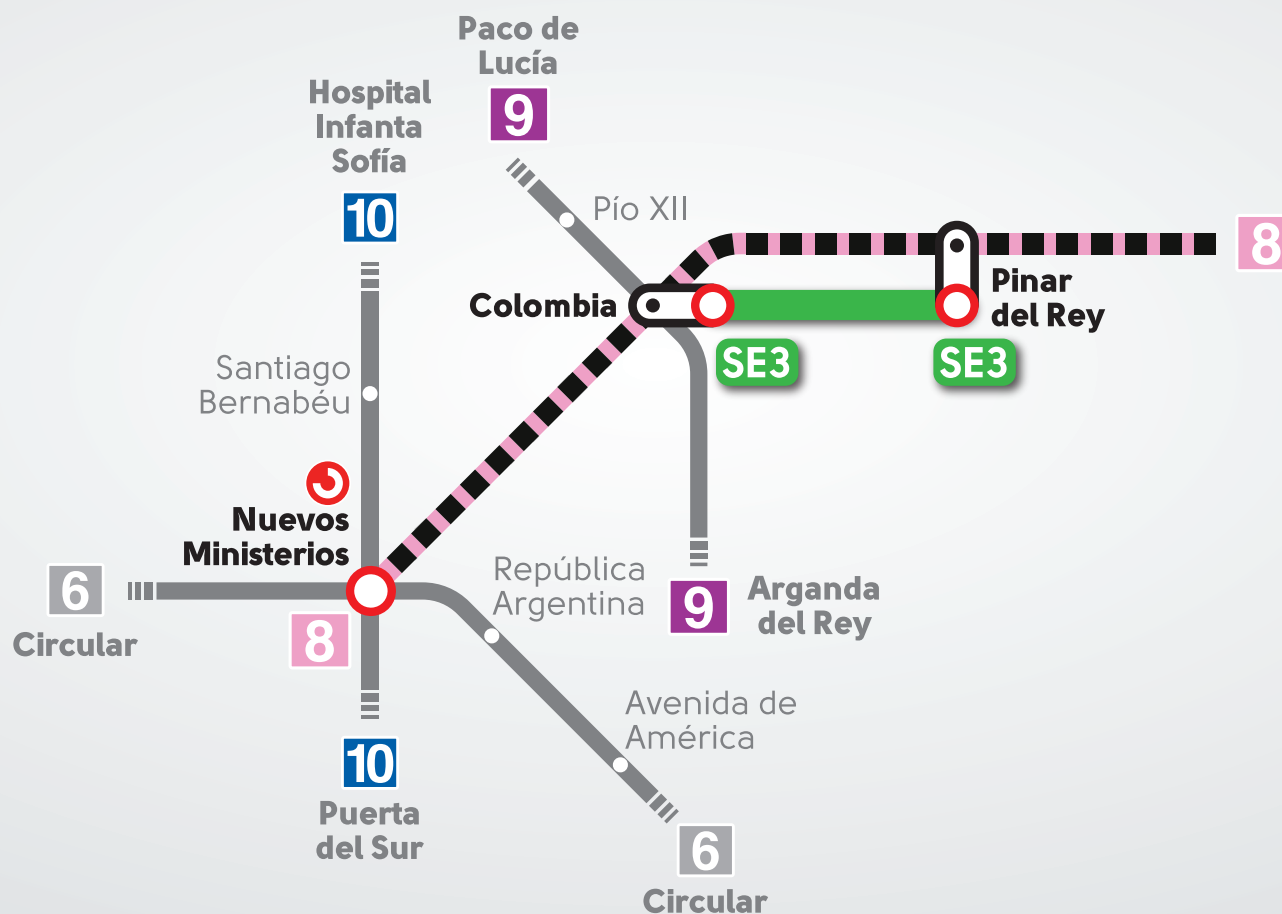 Paco de
Lucía
9
Hospital
Infanta
Sofía
10
Pío XII
8
Colombia
Pinar
del Rey
SE3
SE3
Santiago
Bernabéu
Nuevos
Ministerios
6
Circular
8
República
Argentina
9
Arganda
del Rey
Avenida de
América
10
Puerta
del Sur
6
Circular